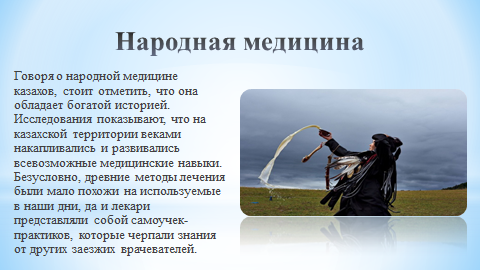 Народная медицина
Говоря о народной медицине
казахов, стоит отметить, что она
обладает богатой историей.
Исследования показывают, что на
казахской территории веками
накапливались и развивались
всевозможные медицинские навыки.
Безусловно, древние методы лечения
были мало похожи на используемые
в наши дни, да и лекари
представляли собой самоучек-
практиков, которые черпали знания
от других заезжих врачевателей.